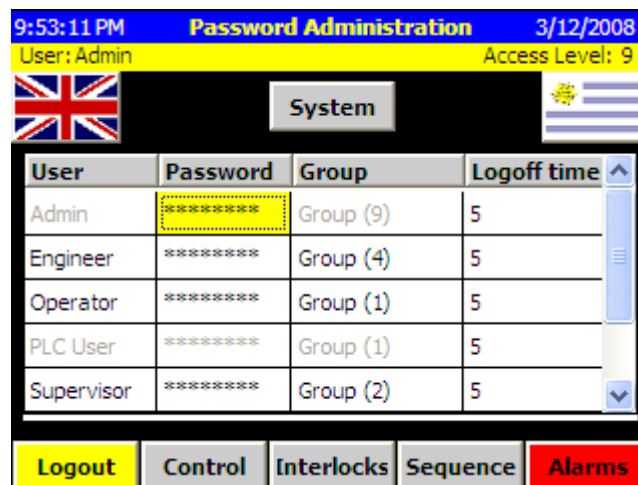 9:53:11 PM Password Administration 3/12/2008
User: Admin Access Level: 9
System
User Password Group Logoff time
Admin ******** Group (9) 5
Engineer ******** Group (4) 5
Operator ******** Group (1) 5
PLC User ******** Group (1) 5
Supervisor ******** Group (2) 5
Logout Control Interlocks Sequence Alarms